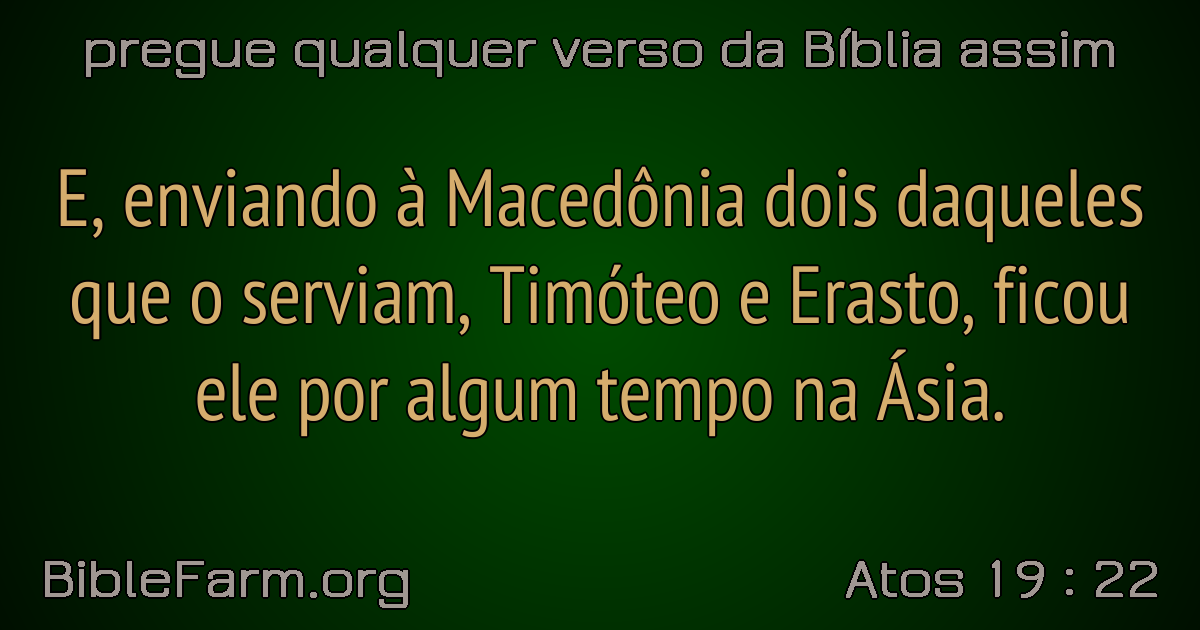 pregue qualquer verso da Bíblia assim
E, enviando à Macedônia dois daqueles
que o serviam, Timóteo e Erasto, ficou
ele por algum tempo na Ásia.
BibleFarm.org
Atos 19 : 22